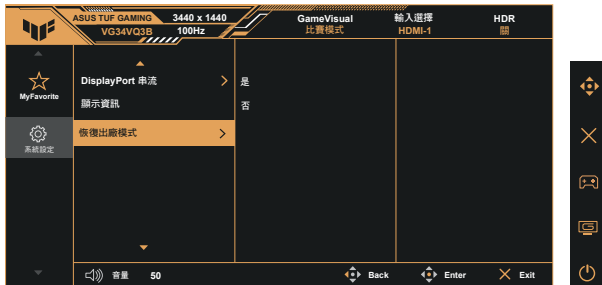 ASUS TUF GAMING 3440 x 1440
VG34VQ3B 100Hz
GameVisual
比賽模式
輸入選擇
HDMI-1
HDR
關
MyFavorite
系統設定
DisplayPort 串流
顯示資訊
恢復出廠模式
是
否
音量 50
Back
Enter
Exit